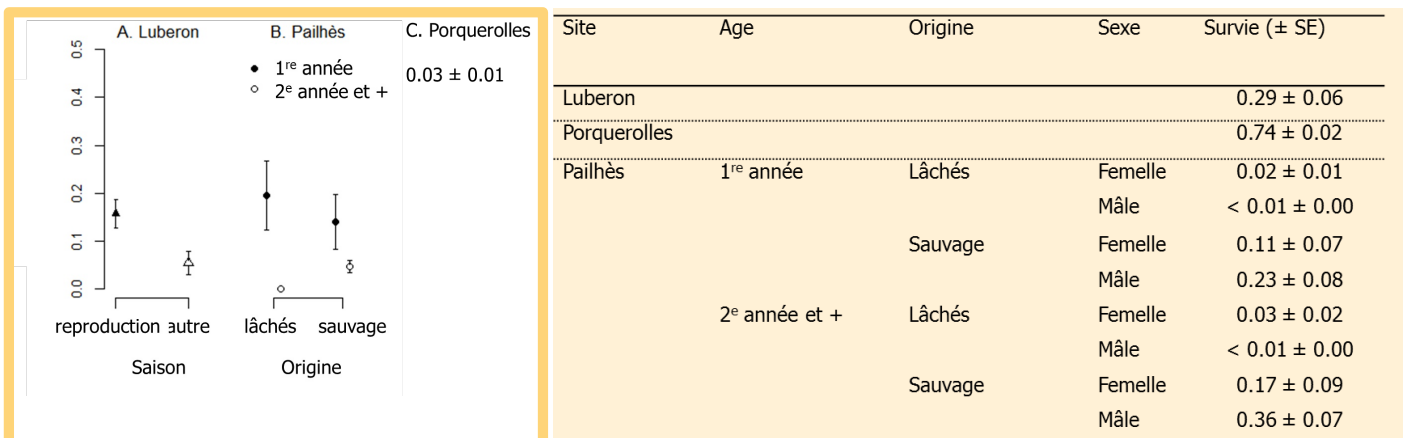 A. Luberon B. Pailhès C. Porquerolles
1re année
0.03 ± 0.01
2e année et +
0.5
0.4
0.3
0.2
0.1
0.0
reproduction autre lâchés sauvage
Saison Origine
Site Age Origine Sexe Survie (± SE)
Luberon 0.29 ± 0.06
Porquerolles 0.74 ± 0.02
Pailhès 1re année Lâchés Femelle 0.02 ± 0.01
Mâle < 0.01 ± 0.00
Sauvage Femelle 0.11 ± 0.07
Mâle 0.23 ± 0.08
2e année et + Lâchés Femelle 0.03 ± 0.02
Mâle < 0.01 ± 0.00
Sauvage Femelle 0.17 ± 0.09
Mâle 0.36 ± 0.07